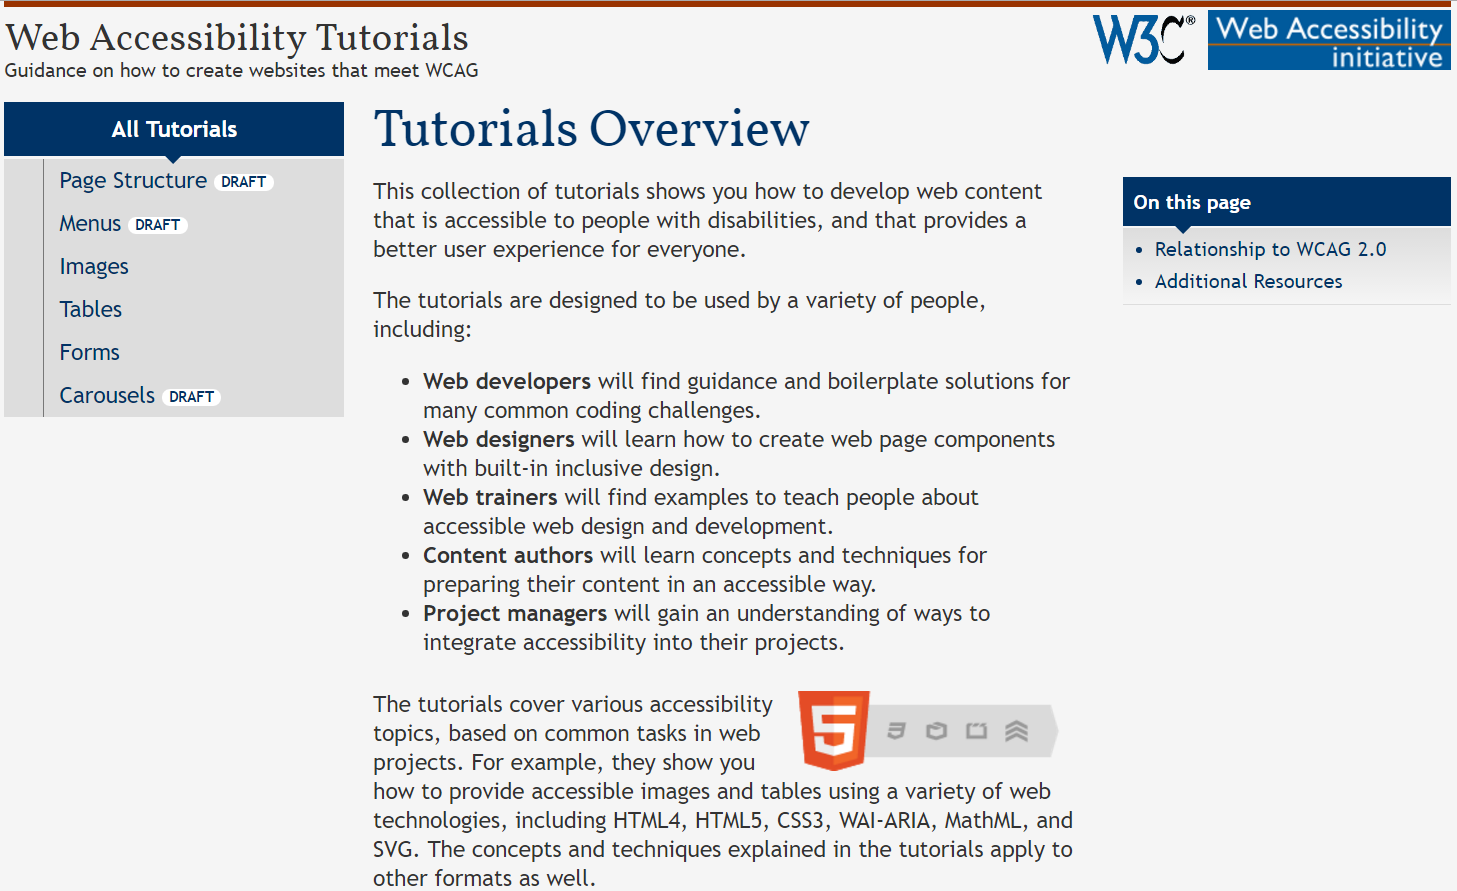 Web Accessibility Tutorials
Guidance on how to create websites that meet WCAG
W3C®
Web Accessibility
initiative
All Tutorials
Page Structure DRAFT
Menus DRAFT
Images
Tables
Forms
Carousels DRAFT
Tutorials Overview
This collection of tutorials shows you how to develop web content
that is accessible to people with disabilities, and that provides a
better user experience for everyone.
The tutorials are designed to be used by a variety of people,
including:
• Web developers will find guidance and boilerplate solutions for
many common coding challenges.
• Web designers will learn how to create web page components
with built-in inclusive design.
• Web trainers will find examples to teach people about
accessible web design and development.
• Content authors will learn concepts and techniques for
preparing their content in an accessible way.
• Project managers will gain an understanding of ways to
integrate accessibility into their projects.
The tutorials cover various accessibility
topics, based on common tasks in web
projects. For example, they show you
how to provide accessible images and tables using a variety of web
technologies, including HTML4, HTML5, CSS3, WAI-ARIA, MathML, and
SVG. The concepts and techniques explained in the tutorials apply to
other formats as well.
5
On this page
• Relationship to WCAG 2.0
• Additional Resources